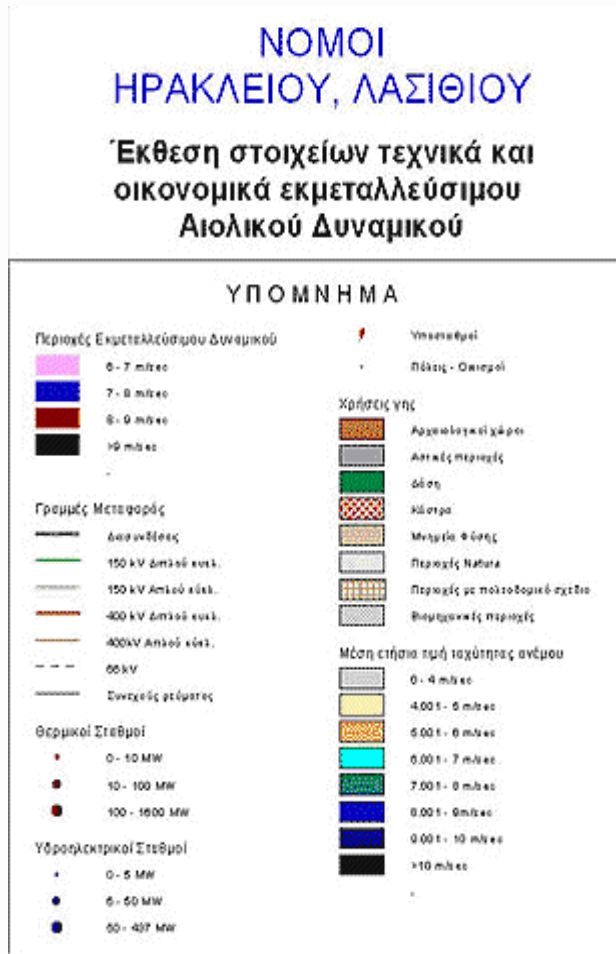 ΝΟΜΟΙ
ΗΡΑΚΛΕΙΟΥ, ΛΑΣΙΘΙΟΥ
Έκθεση στοιχείων τεχνικά και
οικονομικά εκμεταλλεύσιμου
Αιολικού Δυναμικού
ΥΠΟΜΝΗΜΑ
Περιοχές Εκμεταλλεύσιμου Δυναμικού
6 - 7 m/sec
7 - 8 m/sec
8 - 9 m/sec
>9 m/sec
Γραμμές Μεταφοράς
Διασυνδέσεις
150 kV Διπλού κυκλ.
150 kV Απλού κύκλ.
400 kV Διπλού κυκλ.
400kV Απλού κύκλ.
66 kV
Συνεχούς ρεύματος
Θερμικοί Σταθμοί
0 - 10 MW
10 - 100 MW
100 - 1600 MW
Υδροηλεκτρικοί Σταθμοί
0 - 5 MW
5 - 50 MW
50 - 437 MW
Υποσταθμοί
Πόλεις - Οικισμοί
Χρήσεις γης
Αρχαιολογικοί χώροι
Αστικές περιοχές
Δάση
Κάστρα
Μνημεία Φύσης
Περιοχές Natura
Περιοχές με πολεοδομικό σχέδιο
Βιομηχανικές περιοχές
Μέση ετήσια τιμή ταχύτητας ανέμου
0 - 4 m/sec
4.001 - 5 m/sec
5.001 - 6 m/sec
6.001 - 7 m/sec
7.001 - 8 m/sec
8.001 - 9m/sec
9.001 - 10 m/sec
>10 m/sec